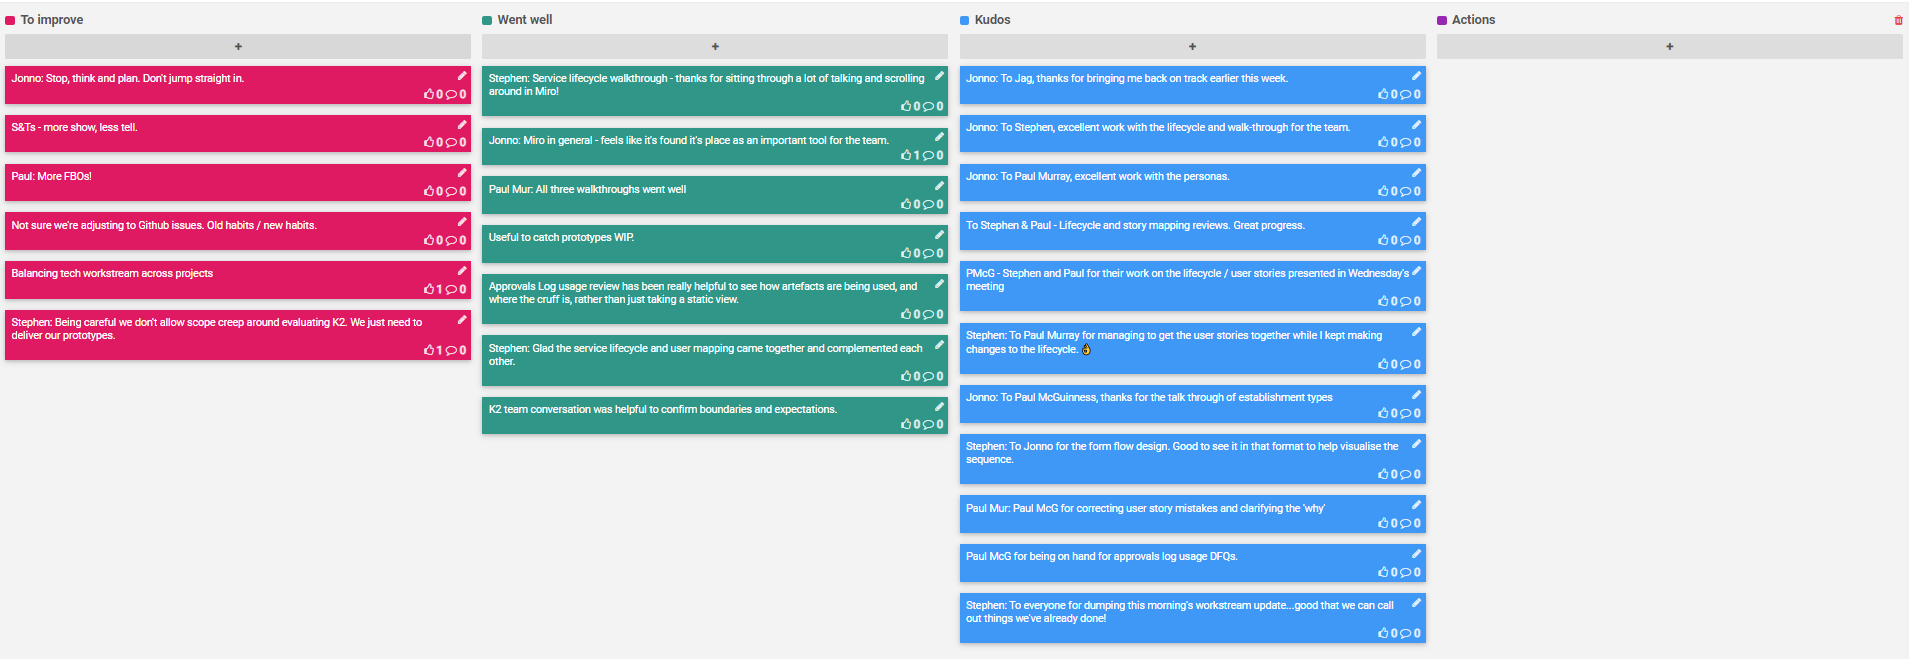 To improve
+
Jonno: Stop, think and plan. Don't jump straight in.
0 0
S&Ts - more show, less tell.
0 0
Paul: More FBOs!
0 0
Not sure we're adjusting to Github issues. Old habits / new habits.
0 0
Balancing tech workstream across projects
1 0
Stephen: Being careful we don't allow scope creep around evaluating K2. We just need to
deliver our prototypes.
1 0
Went well
+
Stephen: Service lifecycle walkthrough - thanks for sitting through a lot of talking and scrolling
around in Miro!
0 0
Jonno: Miro in general - feels like it's found it's place as an important tool for the team.
1 0
Paul Mur: All three walkthroughs went well
0 0
Useful to catch prototypes WIP.
0 0
Approvals Log usage review has been really helpful to see how artefacts are being used, and
where the cruff is, rather than just taking a static view.
0 0
Stephen: Glad the service lifecycle and user mapping came together and complemented each
other.
0 0
K2 team conversation was helpful to confirm boundaries and expectations.
0 0
Kudos
+
Jonno: To Jag, thanks for bringing me back on track earlier this week.
0 0
Jonno: To Stephen, excellent work with the lifecycle and walk-through for the team.
0 0
Jonno: To Paul Murray, excellent work with the personas.
0 0
To Stephen & Paul - Lifecycle and story mapping reviews. Great progress.
0 0
PMcG - Stephen and Paul for their work on the lifecycle / user stories presented in Wednesday's
meeting
0 0
Stephen: To Paul Murray for managing to get the user stories together while I kept making
changes to the lifecycle. 👌
0 0
Jonno: To Paul McGuinness, thanks for the talk through of establishment types
0 0
Stephen: To Jonno for the form flow design. Good to see it in that format to help visualise the
sequence.
0 0
Paul Mur: Paul McG for correcting user story mistakes and clarifying the 'why'
0 0
Paul McG for being on hand for approvals log usage DFQs.
0 0
Stephen: To everyone for dumping this morning's workstream update...good that we can call
out things we've already done!
0 0
Actions
+